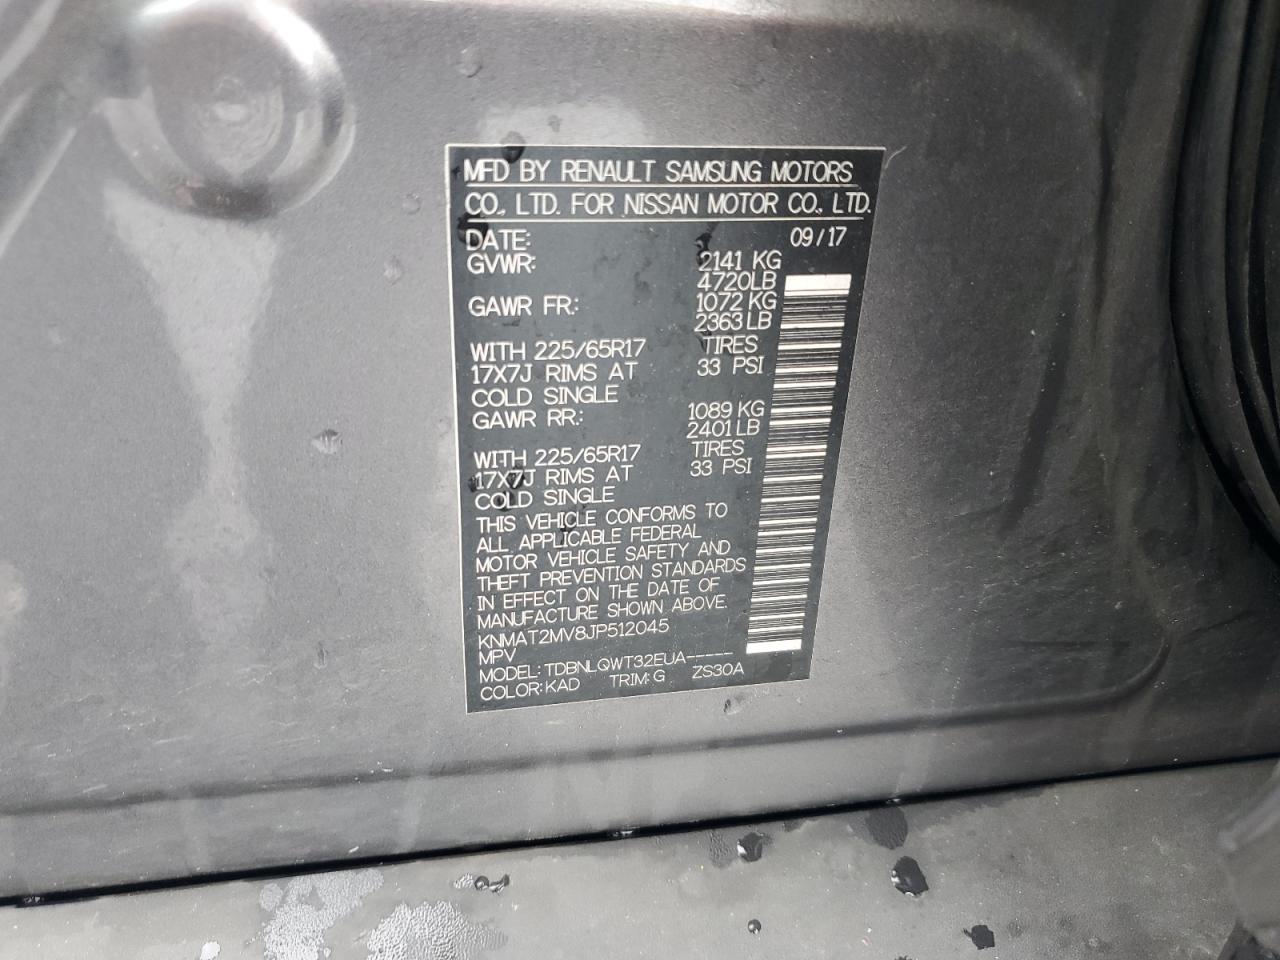 MFD BY RENAULT SAMSUNG MOTORS
CO., LTD. FOR NISSAN MOTOR CO., LTD.
DATE: 09/17
GVWR: 2141 KG
4720LB
GAWR FR: 1072 KG
2363LB
WITH 225/65R17 TIRES
17X7J RIMS AT 33 PSI
COLD SINGLE
GAWR RR: 1089 KG
2401LB
WITH 225/65R17 TIRES
17X7J RIMS AT 33 PSI
COLD SINGLE
THIS VEHICLE CONFORMS TO
ALL APPLICABLE FEDERAL
MOTOR VEHICLE SAFETY AND
THEFT PREVENTION STANDARDS
IN EFFECT ON THE DATE OF
MANUFACTURE SHOWN ABOVE.
KNMAT2MV8JP512045
MPV
MODEL: TDBNLQWT32EUA-----
COLOR: KAD TRIM: G ZS30A